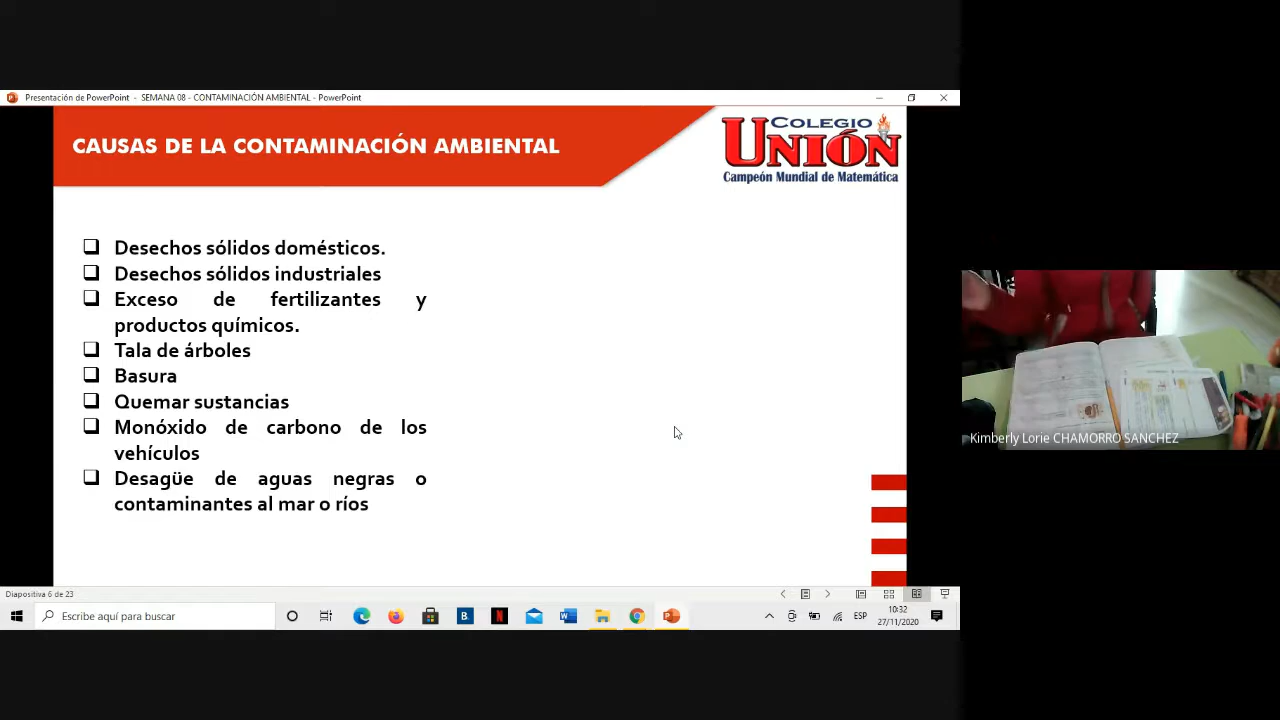 Presentación de PowerPoint - SEMANA 08 - CONTAMINACIÓN AMBIENTAL - PowerPoint
CAUSAS DE LA CONTAMINACIÓN AMBIENTAL
COLEGIO
UNIÓN
Campeón Mundial de Matemática
Desechos sólidos domésticos.
Desechos sólidos industriales
Exceso de fertilizantes y
productos químicos.
Tala de árboles
Basura
Quemar sustancias
Monóxido de carbono de los
vehículos
Desagüe de aguas negras o
contaminantes al mar o ríos
Kimberly Lorie CHAMORRO SANCHEZ
Diapositiva 6 de 23
Escribe aquí para buscar
B.
N
ESP
10:32
27/11/2020